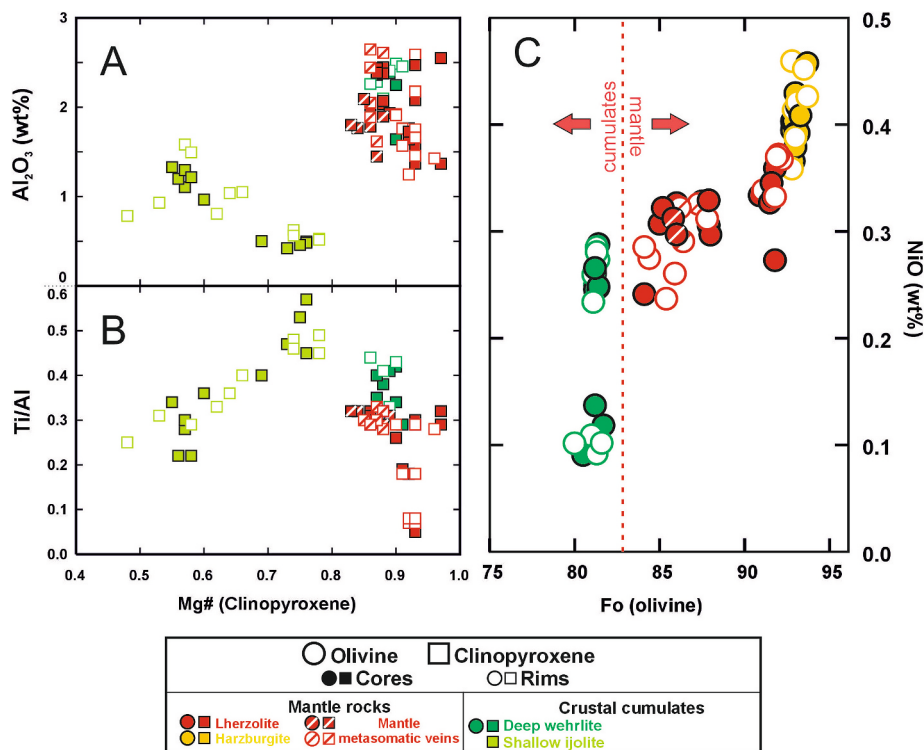 A
3
2
1
0
Al2O3 (wt%)
B
0.6
0.5
0.4
0.3
0.2
0.1
0.0
Ti/Al
0.4 0.5 0.6 0.7 0.8 0.9 1.0
Mg# (Clinopyroxene)
C
cumulates
mantle
0.5
0.4
0.3
0.2
0.1
0.0
NiO (wt%)
75 80 85 90 95
Fo (olivine)
Olivine Clinopyroxene
Cores Rims
Mantle rocks
Lherzolite Mantle
Harzburgite metasomatic veins
Crustal cumulates
Deep wehrlite
Shallow ijolite